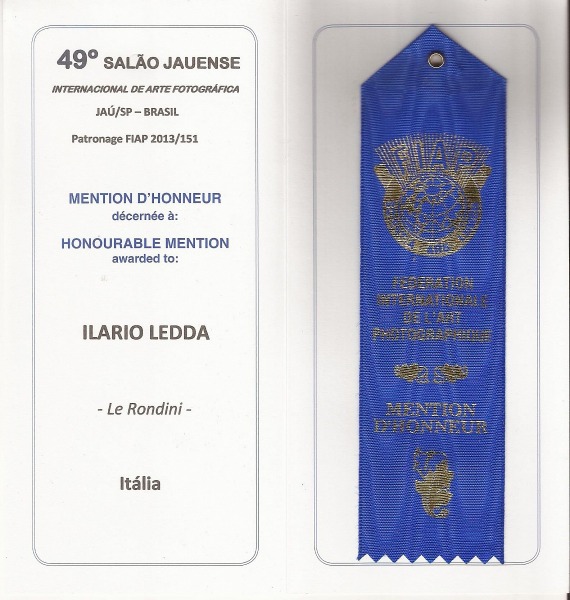 49º SALÃO JAUENSE
INTERNACIONAL DE ARTE FOTOGRÁFICA
JAÚ/SP – BRASIL
Patronage FIAP 2013/151
MENTION D'HONNEUR
décernée à:
HONOURABLE MENTION
awarded to:
ILARIO LEDDA
- Le Rondini -
Itália
FIAP
FEDERATION
INTERNATIONALE
DE L'ART
PHOTOGRAPHIQUE
MENTION
D'HONNEUR